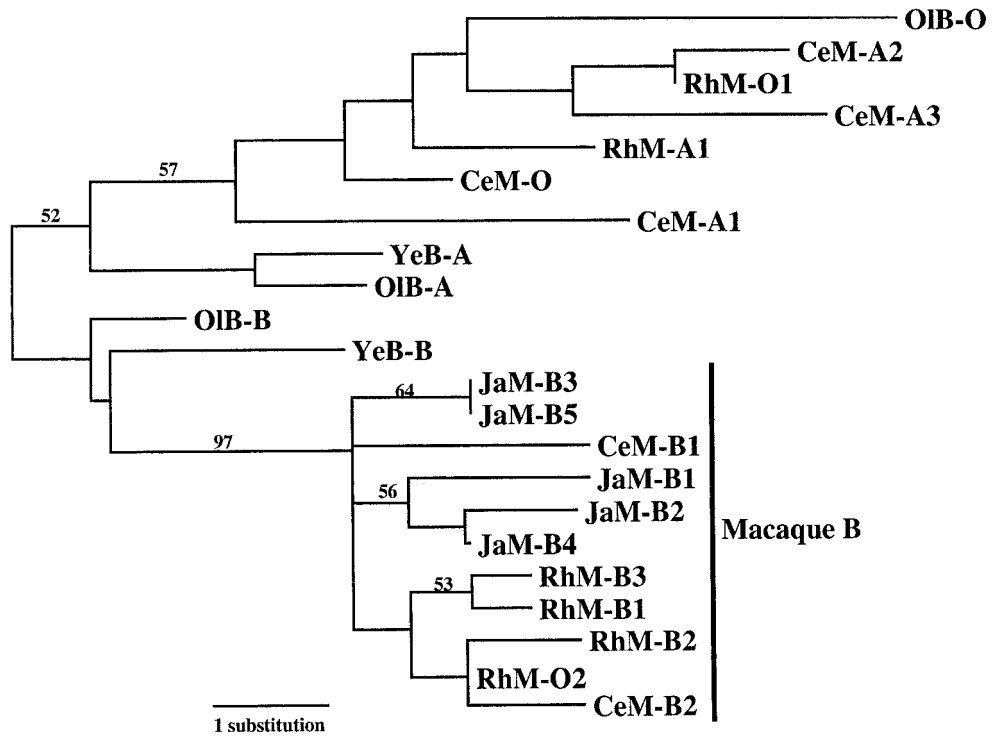 OlB-O
CeM-A2
RhM-O1
CeM-A3
RhM-A1
57
CeM-O
52
CeM-A1
YeB-A
OlB-A
OlB-B
YeB-B
64
JaM-B3
JaM-B5
97
CeM-B1
JaM-B1
56
JaM-B2
Macaque B
JaM-B4
RhM-B3
53
RhM-B1
RhM-B2
RhM-O2
CeM-B2
1 substitution